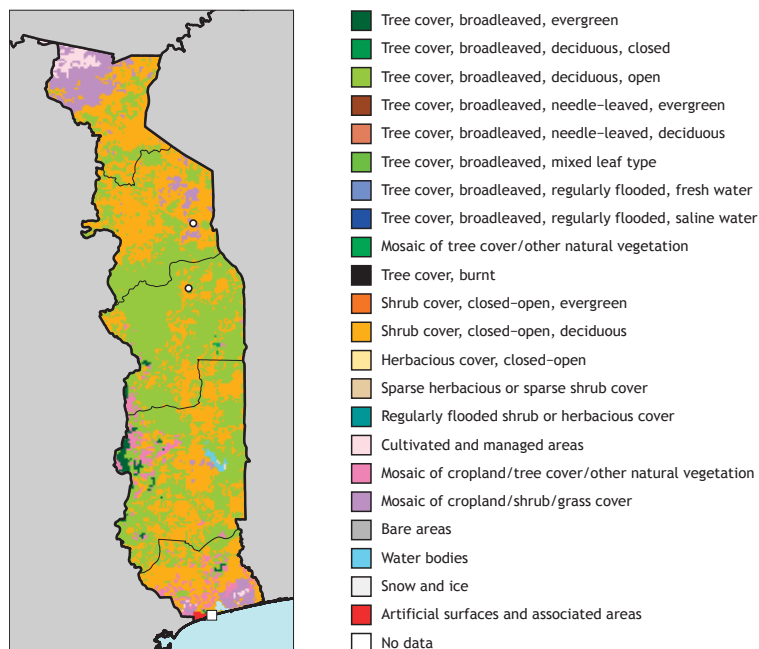 Tree cover, broadleaved, evergreen
Tree cover, broadleaved, deciduous, closed
Tree cover, broadleaved, deciduous, open
Tree cover, broadleaved, needle-leaved, evergreen
Tree cover, broadleaved, needle-leaved, deciduous
Tree cover, broadleaved, mixed leaf type
Tree cover, broadleaved, regularly flooded, fresh water
Tree cover, broadleaved, regularly flooded, saline water
Mosaic of tree cover/other natural vegetation
Tree cover, burnt
Shrub cover, closed-open, evergreen
Shrub cover, closed-open, deciduous
Herbacious cover, closed-open
Sparse herbacious or sparse shrub cover
Regularly flooded shrub or herbacious cover
Cultivated and managed areas
Mosaic of cropland/tree cover/other natural vegetation
Mosaic of cropland/shrub/grass cover
Bare areas
Water bodies
Snow and ice
Artificial surfaces and associated areas
No data